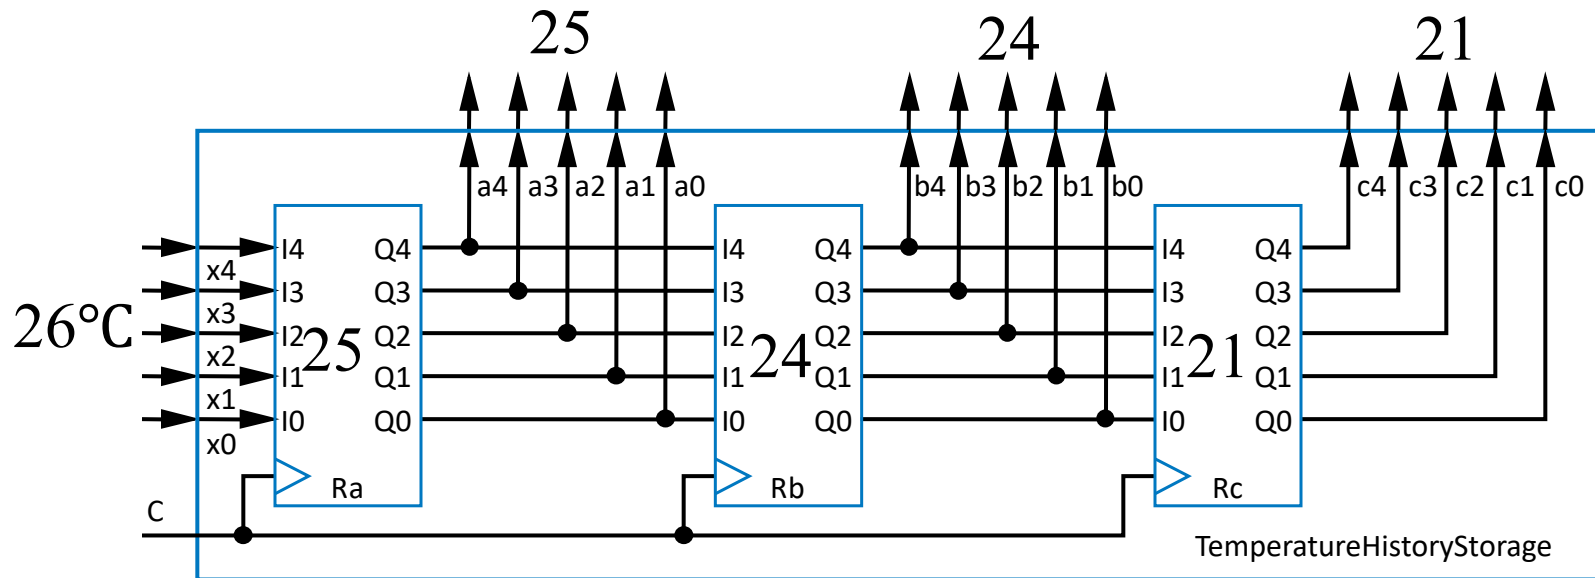 25 24 21
a4 a3 a2 a1 a0 b4 b3 b2 b1 b0 c4 c3 c2 c1 c0
I4 Q4 I4 Q4 I4 Q4
x4
I3 Q3 I3 Q3 I3 Q3
x3
26°C I2 25 Q2 I2 24 Q2 I2 21 Q2
x2
I1 Q1 I1 Q1 I1 Q1
x1
I0 Q0 I0 Q0 I0 Q0
x0
Ra Rb Rc
C
TemperatureHistoryStorage